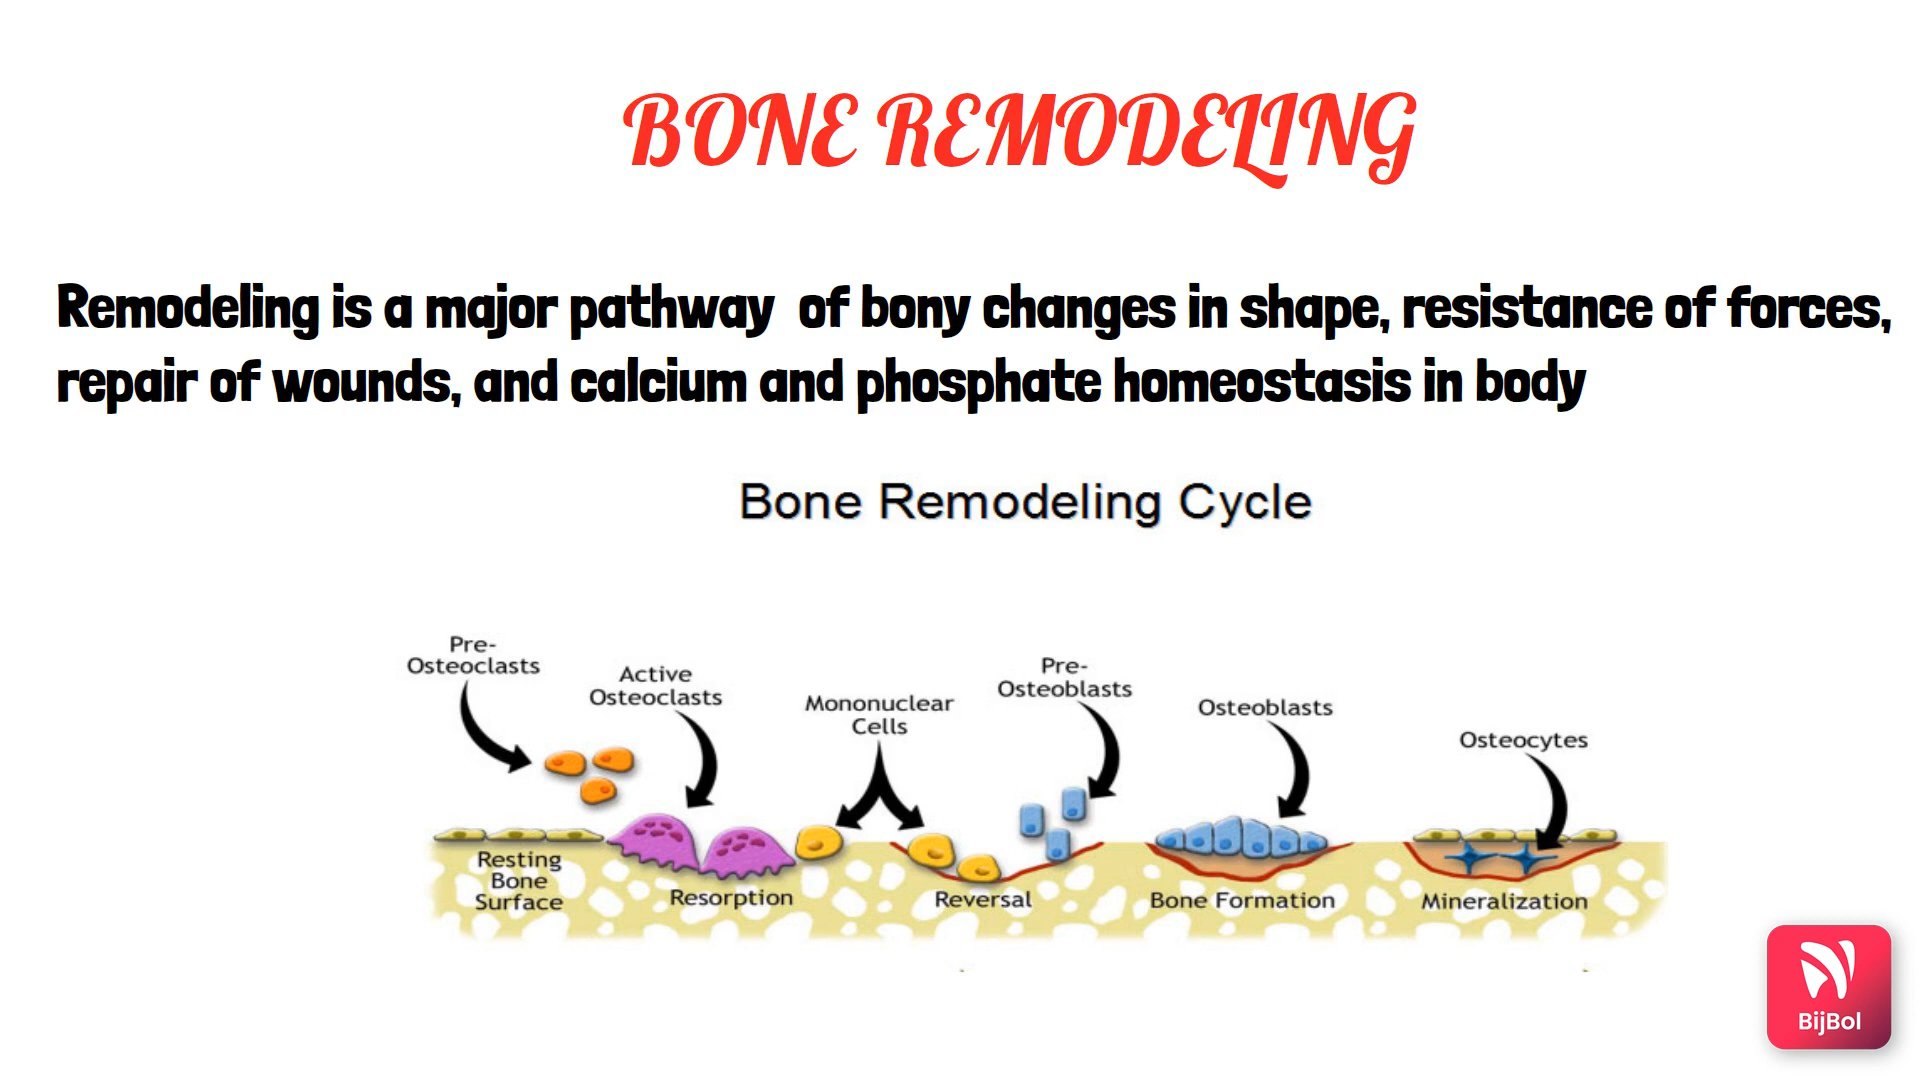 BONE REMODELING
Remodeling is a major pathway  of bony changes in shape, resistance of forces,
repair of wounds, and calcium and phosphate homeostasis in body
Bone Remodeling Cycle
Pre-
Osteoclasts
Active
Osteoclasts
Mononuclear
Cells
Pre-
Osteoblasts
Osteoblasts
Osteocytes
Resting
Bone
Surface
Resorption
Reversal
Bone Formation
Mineralization
BijBol